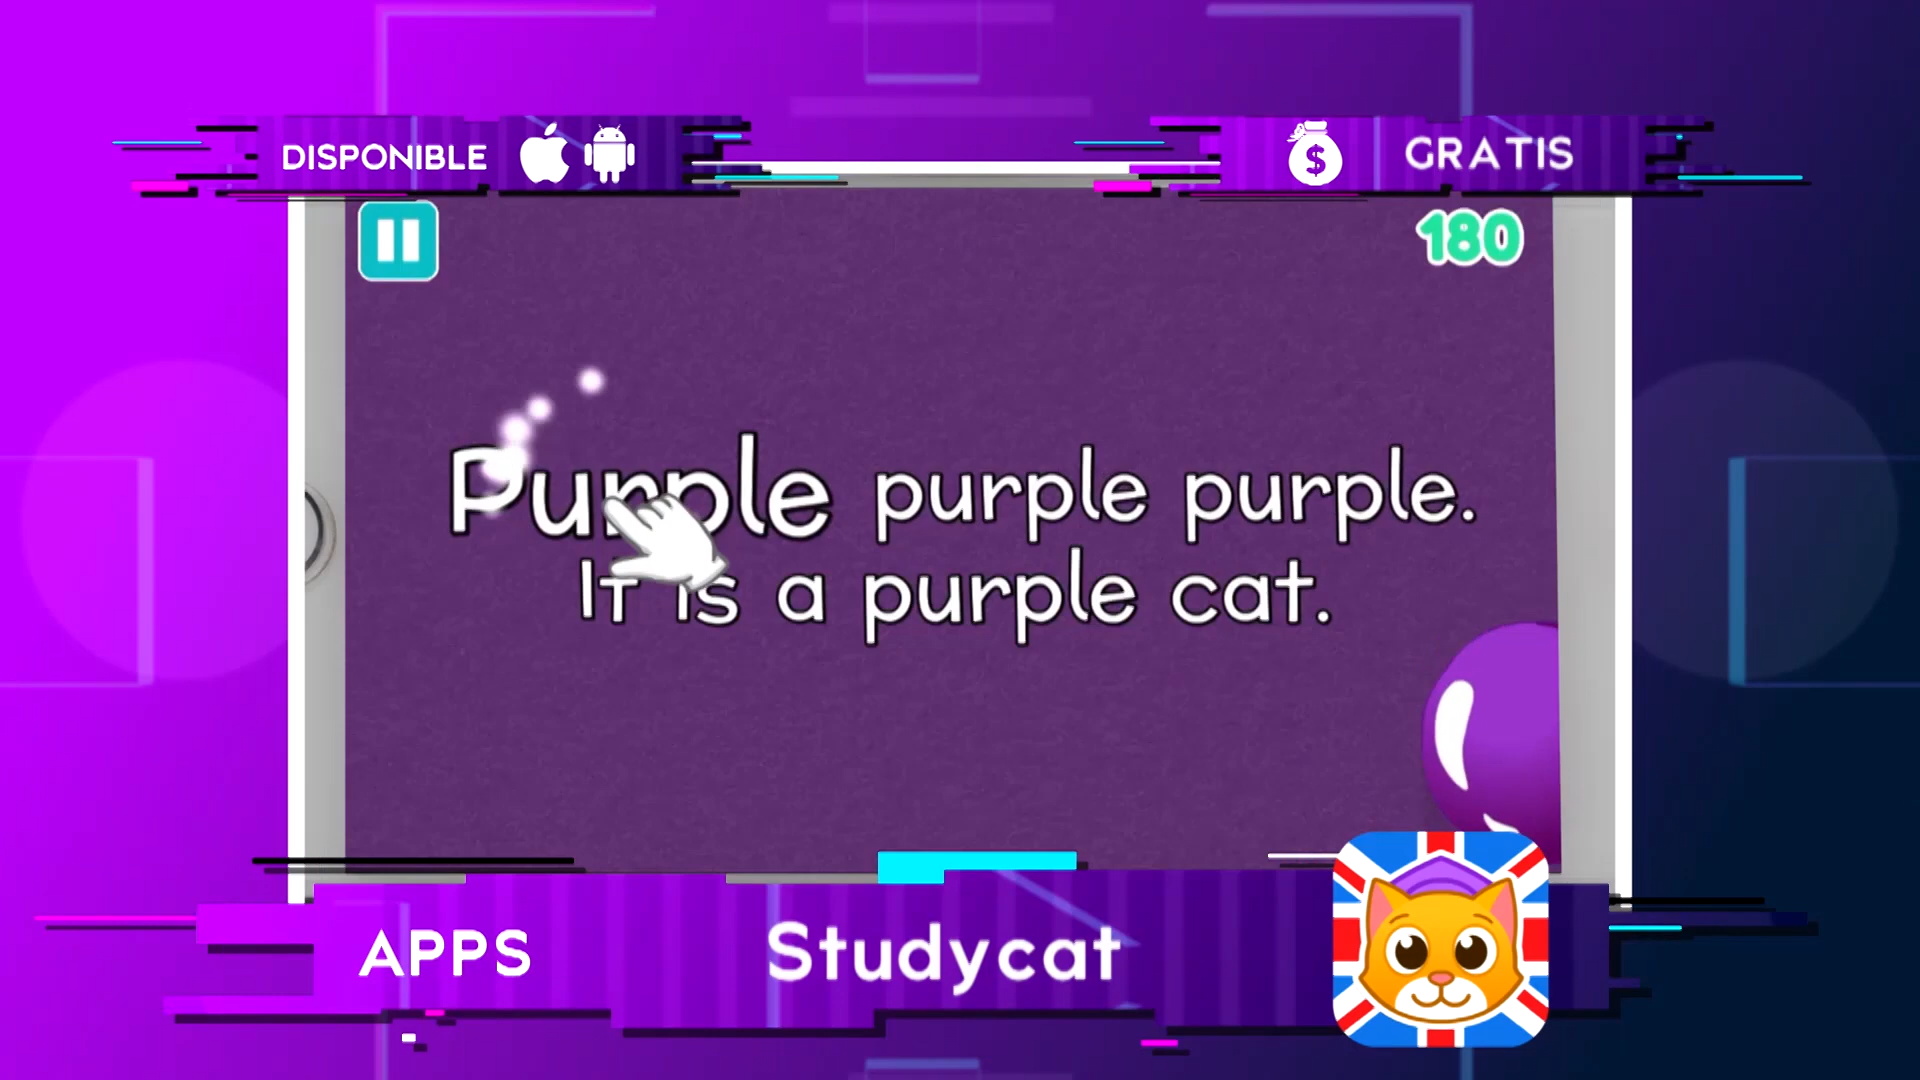 DISPONIBLE
$ GRATIS
180
Purple purple purple.
It is a purple cat.
APPS
Studycat